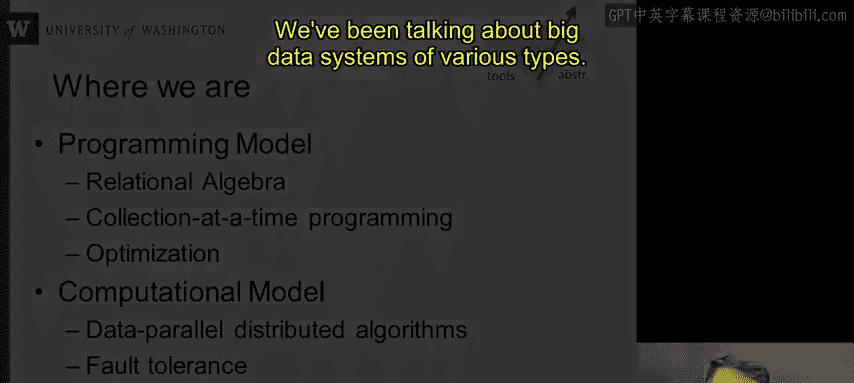 W UNIVERSITY of WASHINGTON
GPT中英字幕课程资源@bilibili.com
We've been talking about big
data systems of various types.
tools
abstr.
Where we are
• Programming Model
– Relational Algebra
– Collection-at-a-time programming
– Optimization
• Computational Model
– Data-parallel distributed algorithms
– Fault tolerance